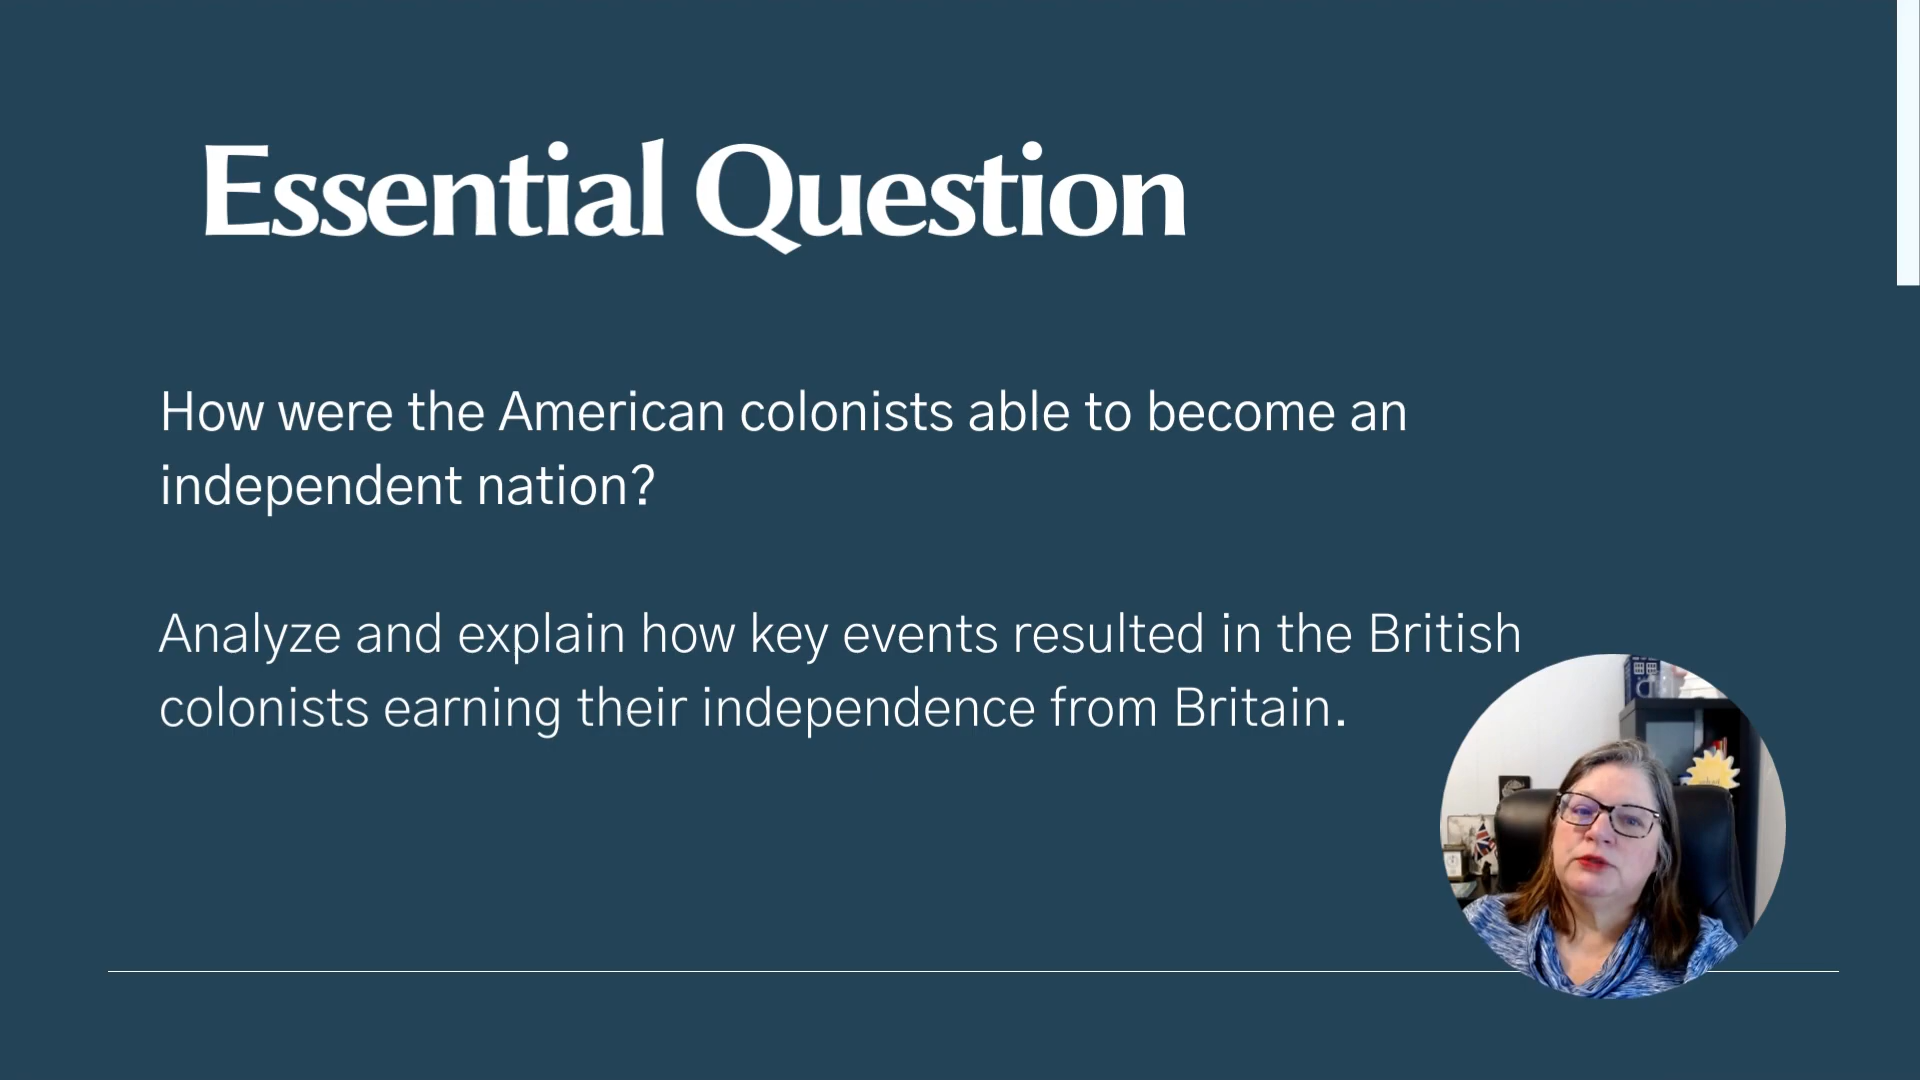 Essential Question
How were the American colonists able to become an
independent nation?
Analyze and explain how key events resulted in the British
colonists earning their independence from Britain.